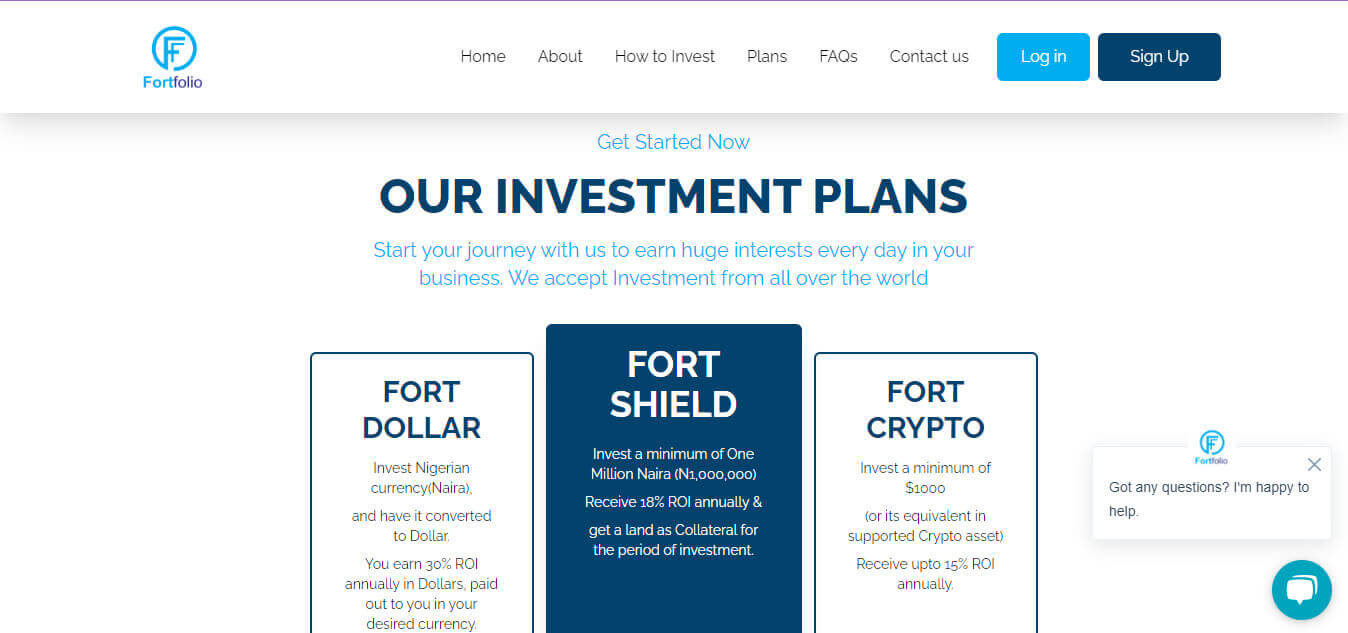 Fortfolio
Home About How to Invest Plans FAQs Contact us Log in Sign Up
Get Started Now
OUR INVESTMENT PLANS
Start your journey with us to earn huge interests every day in your
business. We accept Investment from all over the world
FORT
DOLLAR
Invest Nigerian
currency(Naira),
and have it converted
to Dollar.
You earn 30% ROI
annually in Dollars, paid
out to you in your
desired currency.
FORT
SHIELD
Invest a minimum of One
Million Naira (N1,000,000)
Receive 18% ROI annually &
get a land as Collateral for
the period of investment.
FORT
CRYPTO
Invest a minimum of
$1000
(or its equivalent in
supported Crypto asset)
Receive upto 15% ROI
annually.
Fortfolio
Got any questions? I'm happy to
help.